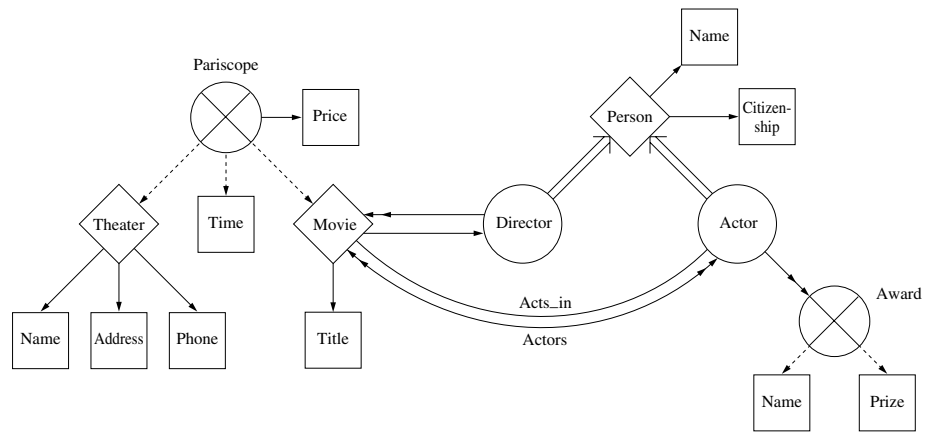 Name
Pariscope
Price
Person
Citizen-
ship
Theater
Time
Movie
Director
Actor
Acts_in
Actors
Award
Name
Address
Phone
Title
Name
Prize